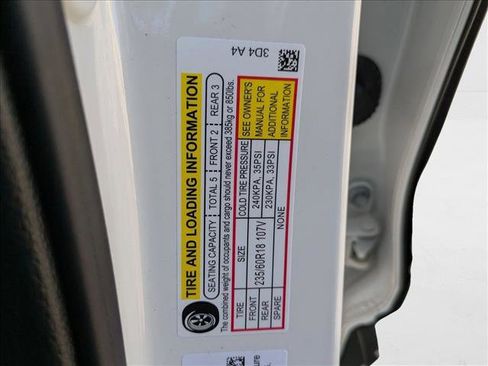 3D4 A4
TIRE AND LOADING INFORMATION
SEATING CAPACITY | TOTAL 5 | FRONT 2 | REAR 3
The combined weight of occupants and cargo should never exceed 385kg or 850lbs.
TIRE SIZE COLD TIRE PRESSURE
FRONT 235/60R18 107V 240KPA, 35PSI
REAR 230KPA, 33PSI
SPARE NONE
SEE OWNER'S
MANUAL FOR
ADDITIONAL
INFORMATION